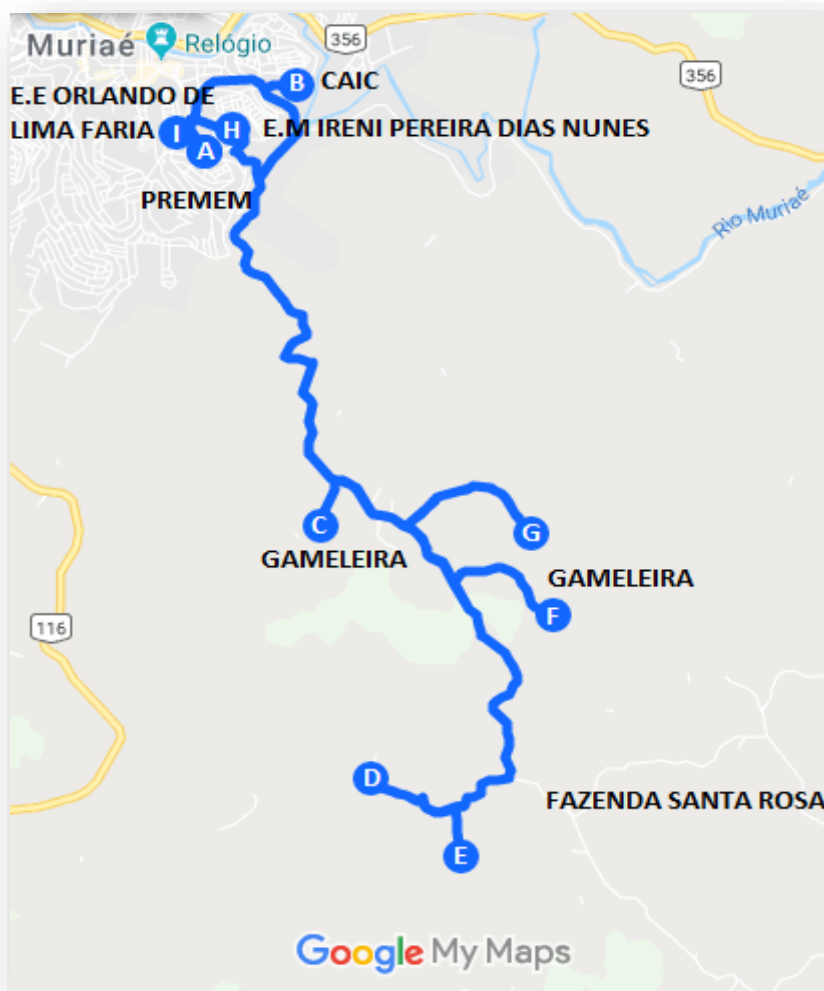 Muriaé
Relógio
356
356
B
CAIC
E.E ORLANDO DE
LIMA FARIA
I
H
E.M IRENI PEREIRA DIAS NUNES
A
PREMEM
Rio Muriaé
C
G
GAMELEIRA
GAMELEIRA
F
116
D
FAZENDA SANTA ROSA
E
Google My Maps